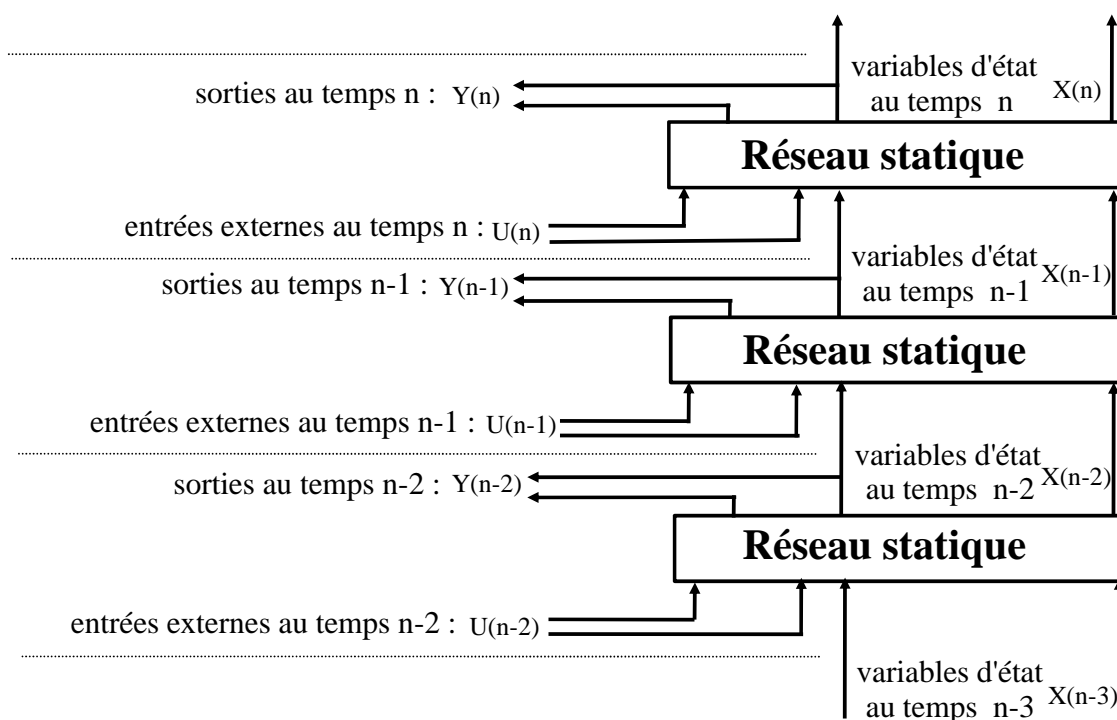 variables d'état
au temps n X(n)
sorties au temps n : Y(n)
Réseau statique
entrées externes au temps n : U(n)
variables d'état
au temps n-1 X(n-1)
sorties au temps n-1 : Y(n-1)
Réseau statique
entrées externes au temps n-1 : U(n-1)
variables d'état
au temps n-2 X(n-2)
sorties au temps n-2 : Y(n-2)
Réseau statique
entrées externes au temps n-2 : U(n-2)
variables d'état
au temps n-3 X(n-3)